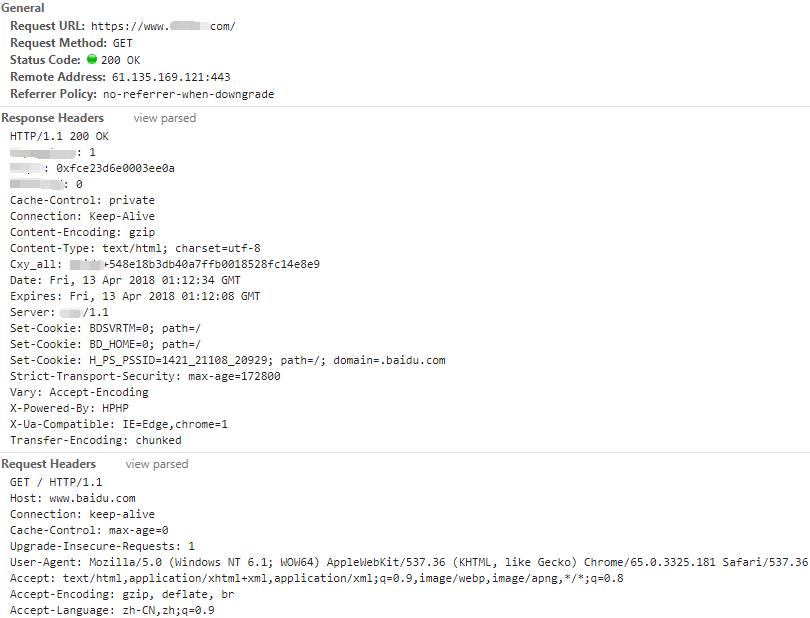 General
Request URL: https://www. com/
Request Method: GET
Status Code: 200 OK
Remote Address: 61.135.169.121:443
Referrer Policy: no-referrer-when-downgrade
Response Headers view parsed
HTTP/1.1 200 OK
: 1
: 0xfce23d6e0003ee0a
: 0
Cache-Control: private
Connection: Keep-Alive
Content-Encoding: gzip
Content-Type: text/html; charset=utf-8
Cxy_all: +548e18b3db40a7ffb0018528fc14e8e9
Date: Fri, 13 Apr 2018 01:12:34 GMT
Expires: Fri, 13 Apr 2018 01:12:08 GMT
Server: /1.1
Set-Cookie: BDSVRTM=0; path=/
Set-Cookie: BD_HOME=0; path=/
Set-Cookie: H_PS_PSSID=1421_21108_20929; path=/; domain=.baidu.com
Strict-Transport-Security: max-age=172800
Vary: Accept-Encoding
X-Powered-By: HPHP
X-Ua-Compatible: IE=Edge,chrome=1
Transfer-Encoding: chunked
Request Headers view parsed
GET / HTTP/1.1
Host: www.baidu.com
Connection: keep-alive
Cache-Control: max-age=0
Upgrade-Insecure-Requests: 1
User-Agent: Mozilla/5.0 (Windows NT 6.1; WOW64) AppleWebKit/537.36 (KHTML, like Gecko) Chrome/65.0.3325.181 Safari/537.36
Accept: text/html,application/xhtml+xml,application/xml;q=0.9,image/webp,image/apng,*/*;q=0.8
Accept-Encoding: gzip, deflate, br
Accept-Language: zh-CN,zh;q=0.9